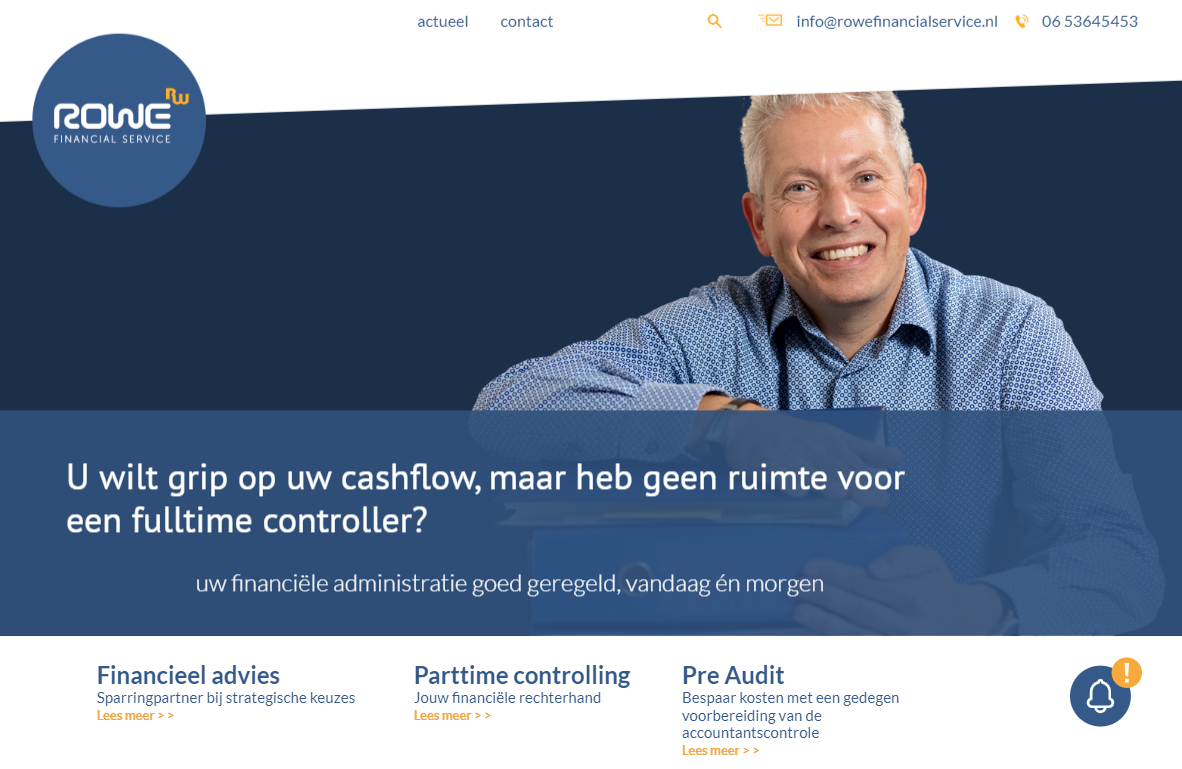 actueel contact info@rowefinancialservice.nl 06 53645453
RW
ROWE
FINANCIAL SERVICE
U wilt grip op uw cashflow, maar heb geen ruimte voor
een fulltime controller?
uw financiële administratie goed geregeld, vandaag én morgen
Financieel advies
Sparringpartner bij strategische keuzes
Lees meer > >
Parttime controlling
Jouw financiële rechterhand
Lees meer > >
Pre Audit
Bespaar kosten met een gedegen
voorbereiding van de
accountantscontrole
Lees meer > >
!